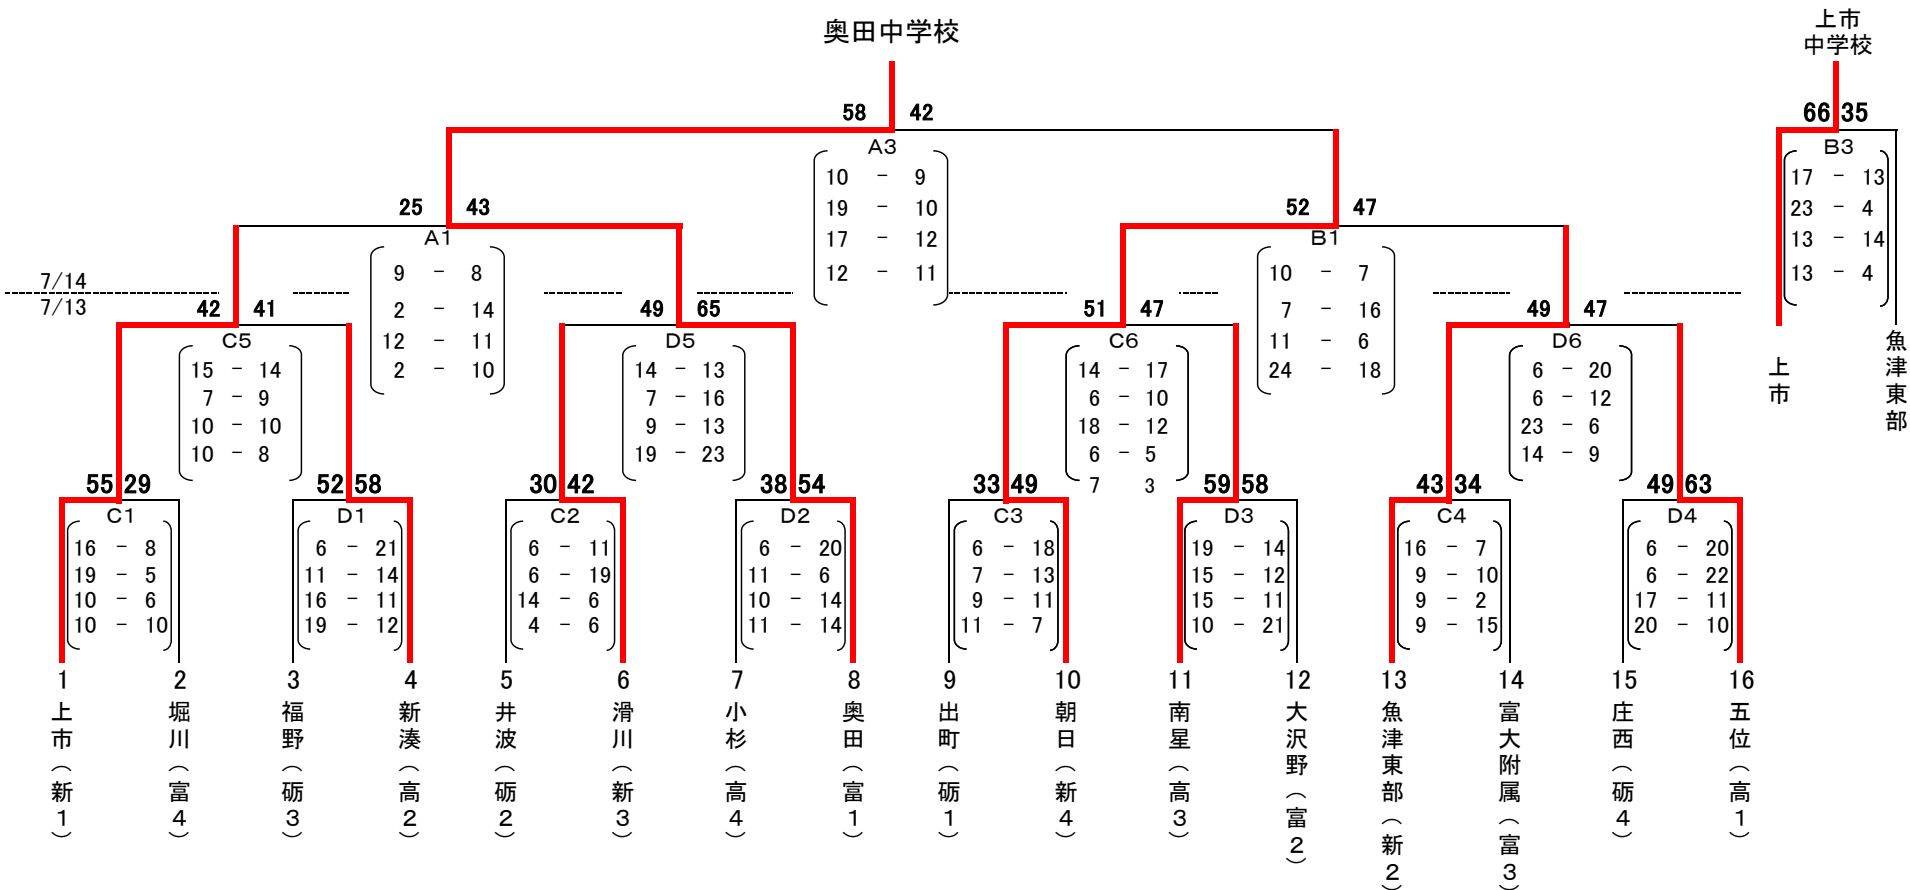 奥田中学校
上市
中学校
58 42
66 35
A3
10 - 9
19 - 10
17 - 12
12 - 11
B3
17 - 13
23 - 4
13 - 14
13 - 4
25 43
52 47
A1
9 - 8
2 - 14
12 - 11
2 - 10
B1
10 - 7
7 - 16
11 - 6
24 - 18
7/14
7/13
42 41
49 65
51 47
49 47
上市
魚津東部
C5
15 - 14
7 - 9
10 - 10
10 - 8
D5
14 - 13
7 - 16
9 - 13
19 - 23
C6
14 - 17
6 - 10
18 - 12
6 - 5
7 3
D6
6 - 20
6 - 12
23 - 6
14 - 9
55 29
52 58
30 42
38 54
33 49
59 58
43 34
49 63
C1
16 - 8
19 - 5
10 - 6
10 - 10
D1
6 - 21
11 - 14
16 - 11
19 - 12
C2
6 - 11
6 - 19
14 - 6
4 - 6
D2
6 - 20
11 - 6
10 - 14
11 - 14
C3
6 - 18
7 - 13
9 - 11
11 - 7
D3
19 - 14
15 - 12
15 - 11
10 - 21
C4
16 - 7
9 - 10
9 - 2
9 - 15
D4
6 - 20
6 - 22
17 - 11
20 - 10
1 2 3 4 5 6 7 8 9 10 11 12 13 14 15 16
上市（新１）
堀川（富４）
福野（砺３）
新湊（高２）
井波（砺２）
滑川（新３）
小杉（高４）
奥田（富１）
出町（砺１）
朝日（新４）
南星（高３）
大沢野（富２）
魚津東部（新２）
富大附属（富３）
庄西（砺４）
五位（高１）